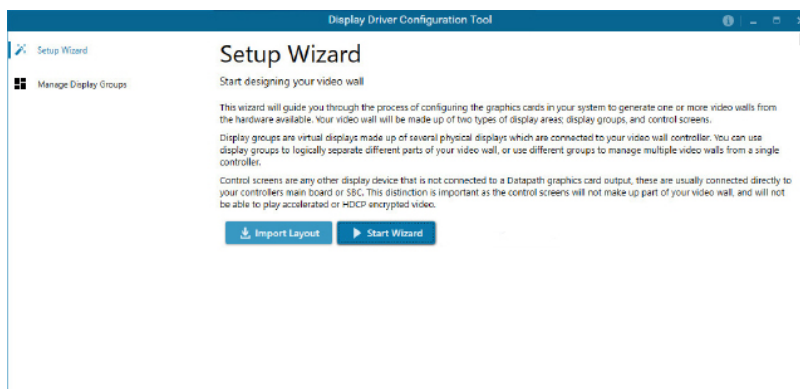 Display Driver Configuration Tool
Setup Wizard
Manage Display Groups
Setup Wizard
Start designing your video wall
This wizard will guide you through the process of configuring the graphics cards in your system to generate one or more video walls from
the hardware available. Your video wall will be made up of two types of display areas; display groups, and control screens.
Display groups are virtual displays made up of several physical displays which are connected to your video wall controller. You can use
display groups to logically separate different parts of your video wall, or use different groups to manage multiple video walls from a single
controller.
Control screens are any other display device that is not connected to a Datapath graphics card output, these are usually connected directly to
your controllers main board or SBC. This distinction is important as the control screens will not make up part of your video wall, and will not
be able to play accelerated or HDCP encrypted video.
Import Layout
Start Wizard